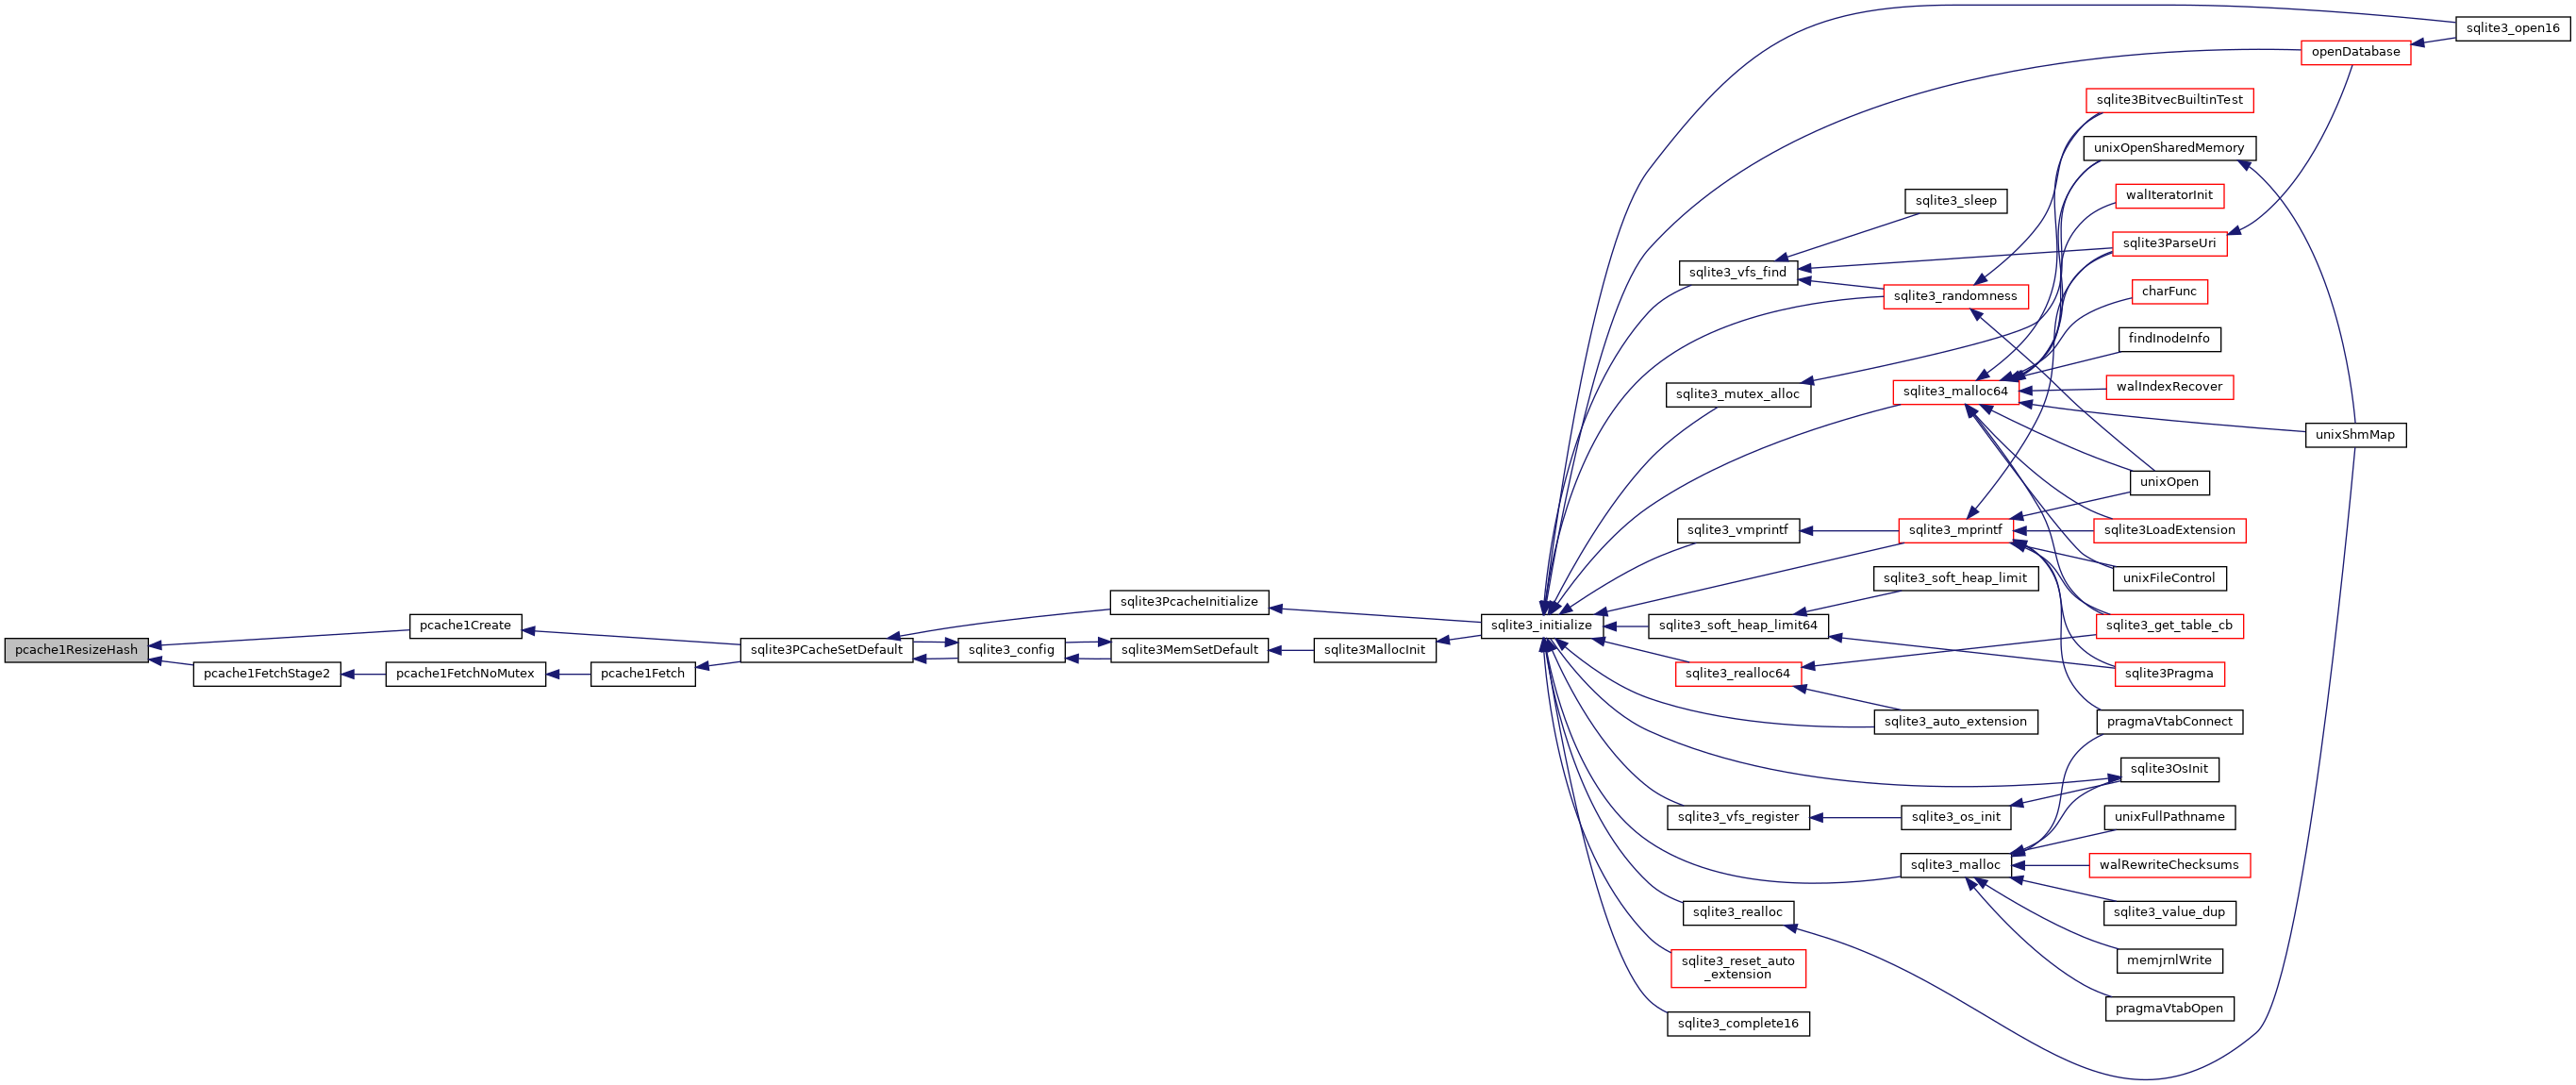 pcache1ResizeHash
pcache1Create
pcache1FetchStage2
pcache1FetchNoMutex
pcache1Fetch
sqlite3PCacheSetDefault
sqlite3PcacheInitialize
sqlite3_config
sqlite3MemSetDefault
sqlite3MallocInit
sqlite3_initialize
sqlite3_open16
openDatabase
sqlite3BitvecBuiltinTest
unixOpenSharedMemory
walIteratorInit
sqlite3_sleep
sqlite3ParseUri
sqlite3_vfs_find
sqlite3_randomness
charFunc
findInodeInfo
sqlite3_mutex_alloc
sqlite3_malloc64
walIndexRecover
unixShmMap
unixOpen
sqlite3_vmprintf
sqlite3_mprintf
sqlite3LoadExtension
sqlite3_soft_heap_limit
unixFileControl
sqlite3_soft_heap_limit64
sqlite3_get_table_cb
sqlite3_realloc64
sqlite3Pragma
sqlite3_auto_extension
pragmaVtabConnect
sqlite3OsInit
sqlite3_vfs_register
sqlite3_os_init
unixFullPathname
sqlite3_malloc
walRewriteChecksums
sqlite3_realloc
sqlite3_value_dup
sqlite3_reset_auto
_extension
memjrnlWrite
pragmaVtabOpen
sqlite3_complete16